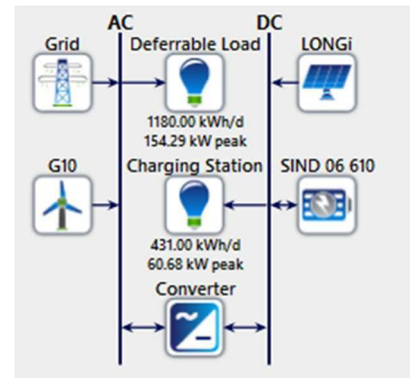 AC DC
Grid Deferrable Load LONGi
1180.00 kWh/d
154.29 kW peak
G10 Charging Station SIND 06 610
431.00 kWh/d
60.68 kW peak
Converter